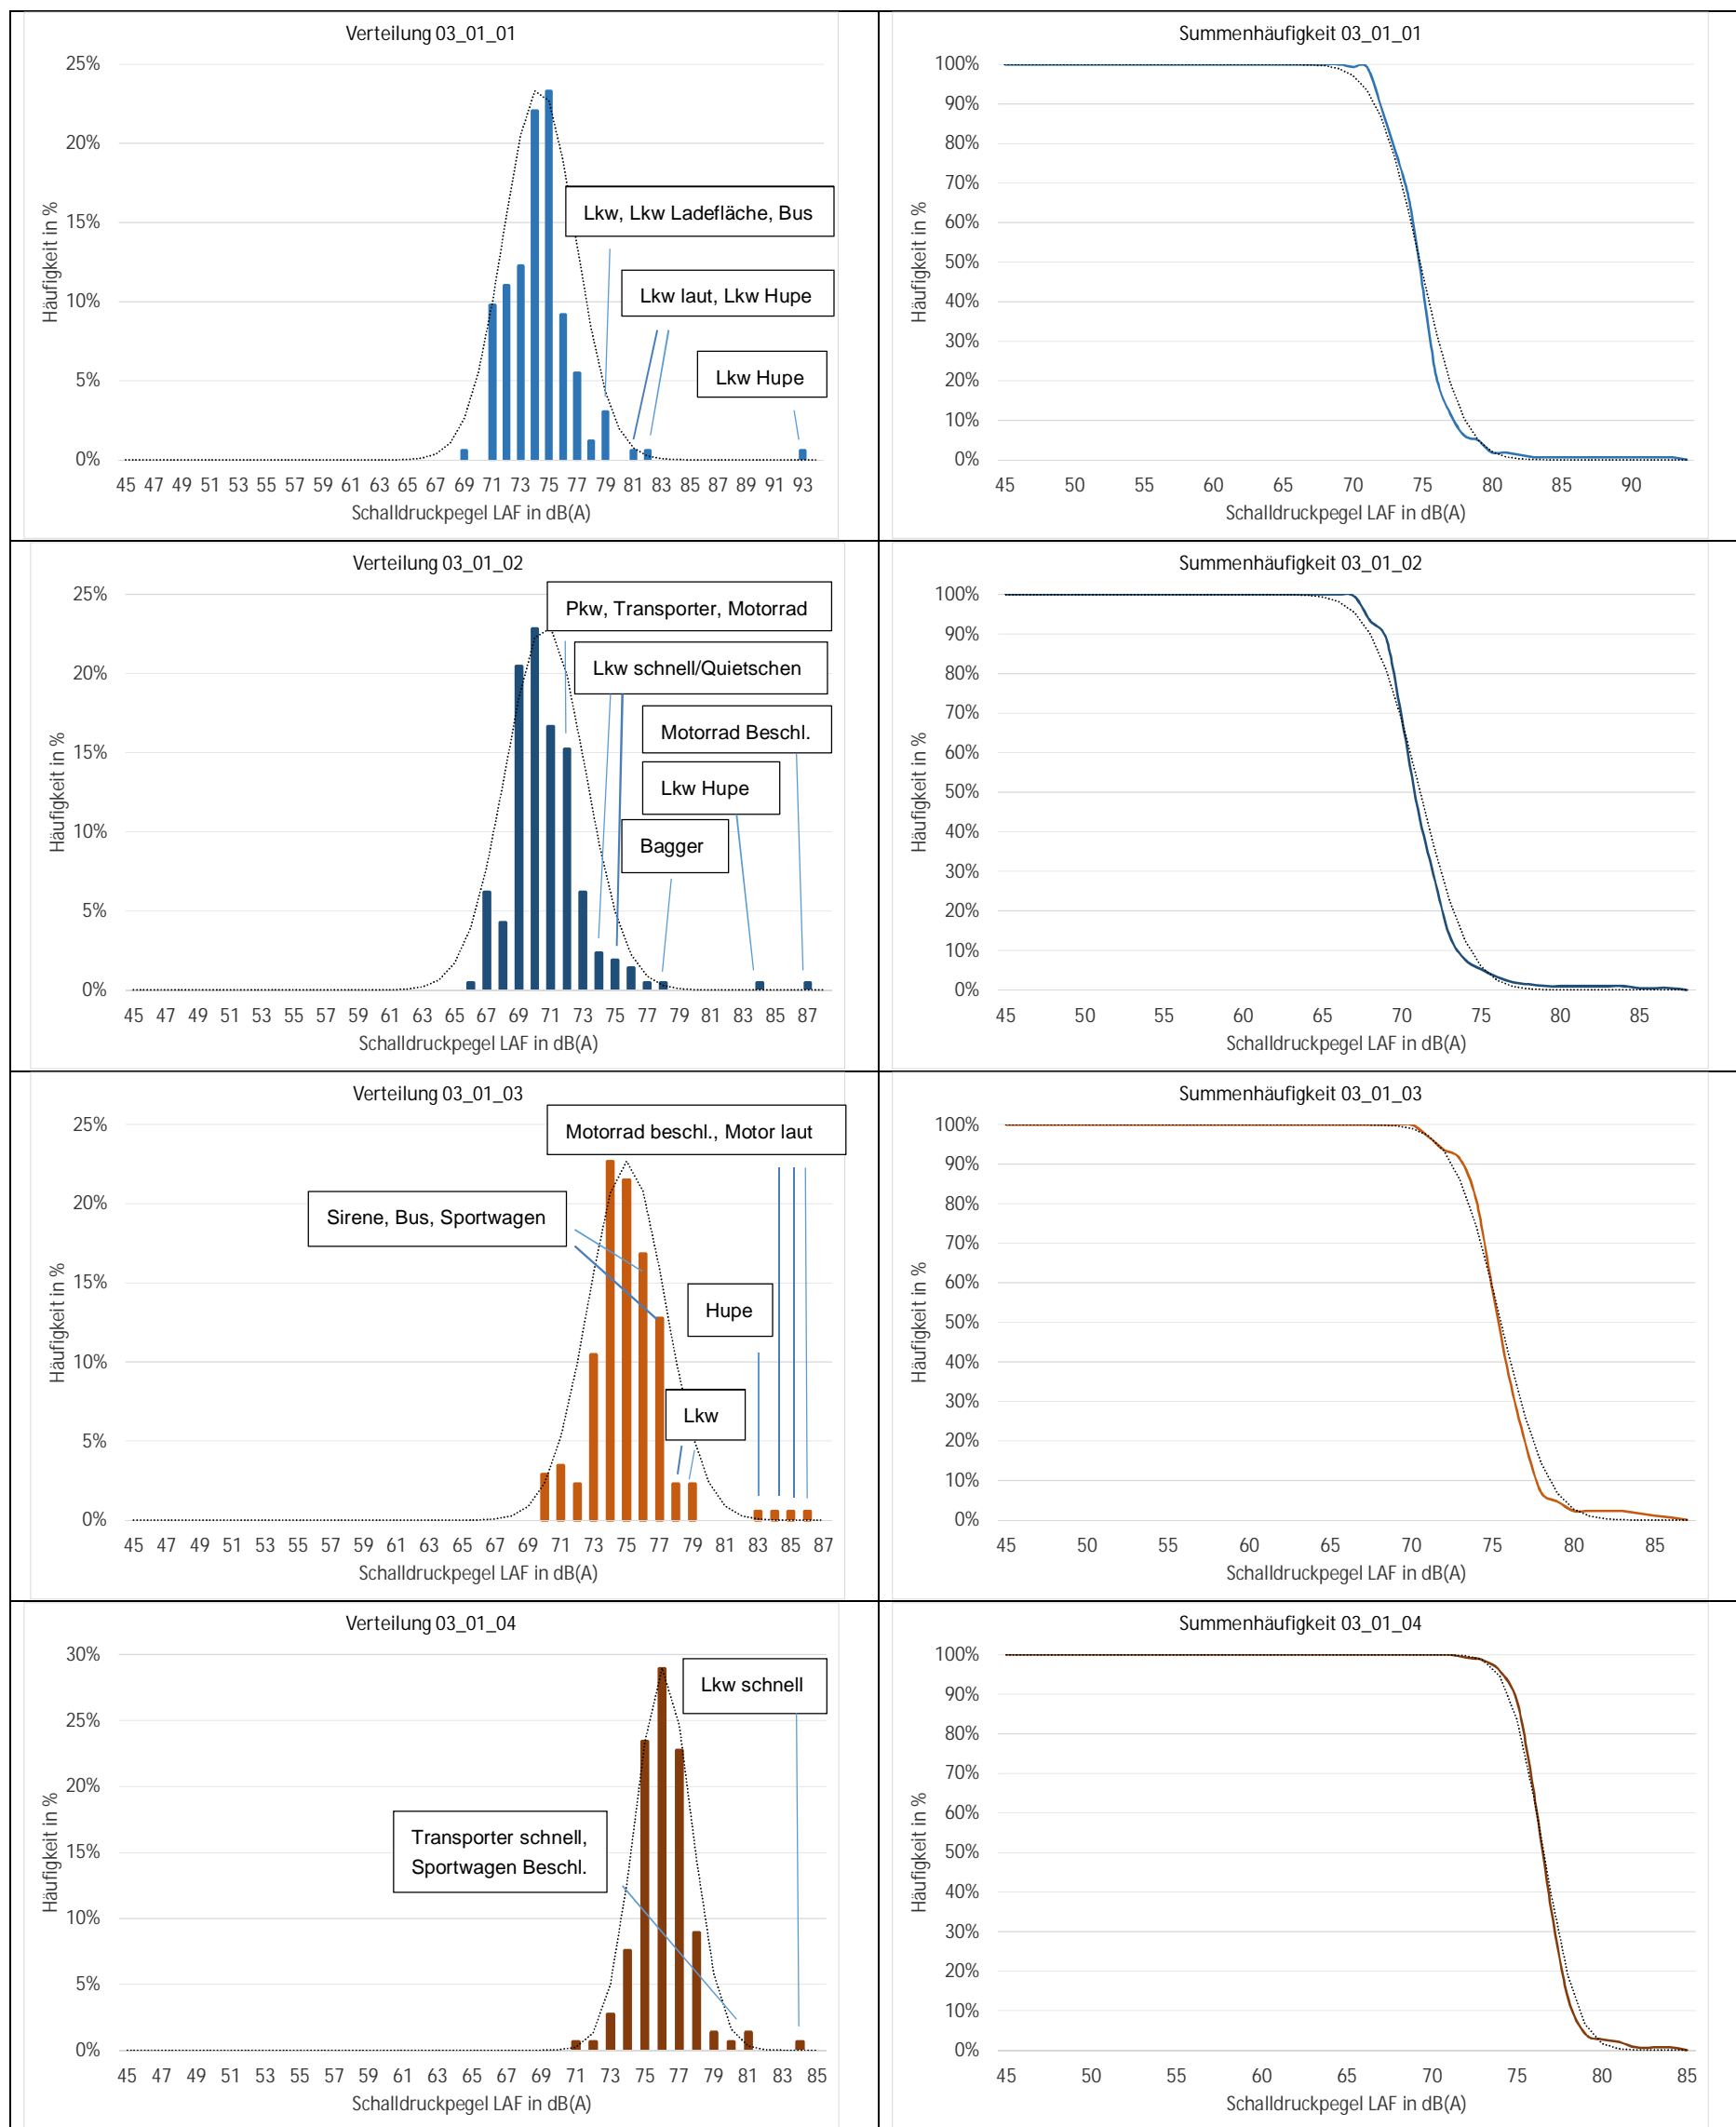 Verteilung 03_01_01
25%
20%
15%
10%
5%
0%
Häufigkeit in %
Lkw, Lkw Ladefläche, Bus
Lkw laut, Lkw Hupe
Lkw Hupe
45 47 49 51 53 55 57 59 61 63 65 67 69 71 73 75 77 79 81 83 85 87 89 91 93
Schalldruckpegel LAF in dB(A)
Summenhäufigkeit 03_01_01
100%
90%
80%
70%
60%
50%
40%
30%
20%
10%
0%
Häufigkeit in %
45 50 55 60 65 70 75 80 85 90
Schalldruckpegel LAF in dB(A)
Verteilung 03_01_02
25%
20%
15%
10%
5%
0%
Häufigkeit in %
Pkw, Transporter, Motorrad
Lkw schnell/Quietschen
Motorrad Beschl.
Lkw Hupe
Bagger
45 47 49 51 53 55 57 59 61 63 65 67 69 71 73 75 77 79 81 83 85 87
Schalldruckpegel LAF in dB(A)
Summenhäufigkeit 03_01_02
100%
90%
80%
70%
60%
50%
40%
30%
20%
10%
0%
Häufigkeit in %
45 50 55 60 65 70 75 80 85
Schalldruckpegel LAF in dB(A)
Verteilung 03_01_03
25%
20%
15%
10%
5%
0%
Häufigkeit in %
Motorrad beschl., Motor laut
Sirene, Bus, Sportwagen
Hupe
Lkw
45 47 49 51 53 55 57 59 61 63 65 67 69 71 73 75 77 79 81 83 85 87
Schalldruckpegel LAF in dB(A)
Summenhäufigkeit 03_01_03
100%
90%
80%
70%
60%
50%
40%
30%
20%
10%
0%
Häufigkeit in %
45 50 55 60 65 70 75 80 85
Schalldruckpegel LAF in dB(A)
Verteilung 03_01_04
30%
25%
20%
15%
10%
5%
0%
Häufigkeit in %
Lkw schnell
Transporter schnell,
Sportwagen Beschl.
45 47 49 51 53 55 57 59 61 63 65 67 69 71 73 75 77 79 81 83 85
Schalldruckpegel LAF in dB(A)
Summenhäufigkeit 03_01_04
100%
90%
80%
70%
60%
50%
40%
30%
20%
10%
0%
Häufigkeit in %
45 50 55 60 65 70 75 80 85
Schalldruckpegel LAF in dB(A)